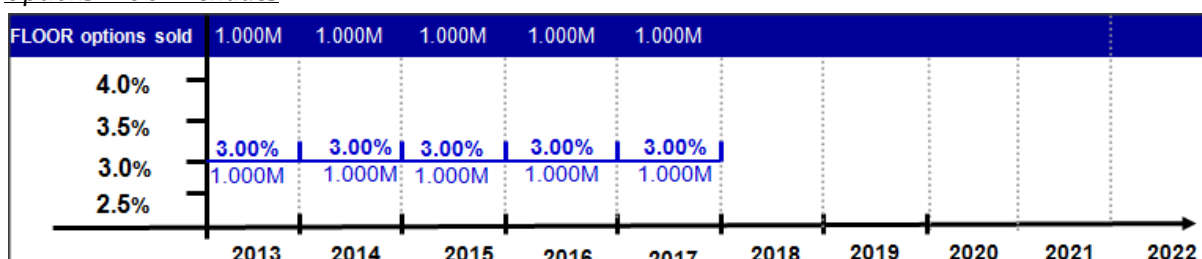 FLOOR options sold 1.000M 1.000M 1.000M 1.000M 1.000M
4.0%
3.5%
3.00% 3.00% 3.00% 3.00% 3.00%
3.0%
1.000M 1.000M 1.000M 1.000M 1.000M
2.5%
2013 2014 2015 2016 2017 2018 2019 2020 2021 2022